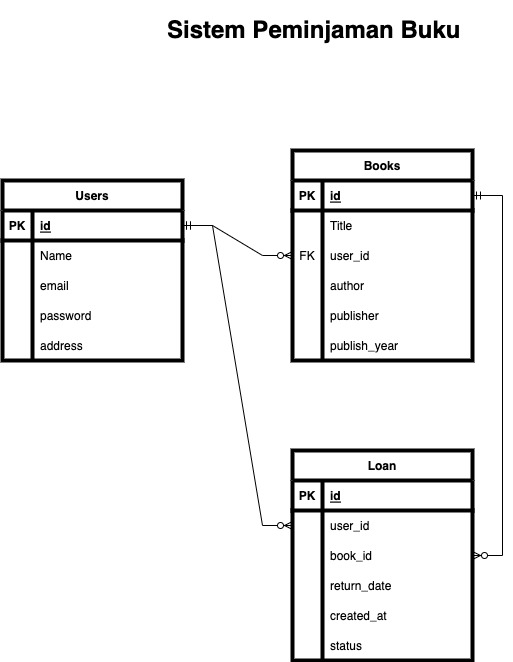 Sistem Peminjaman Buku
Users
PK id
Name
email
password
address
Books
PK id
Title
FK user_id
author
publisher
publish_year
Loan
PK id
user_id
book_id
return_date
created_at
status